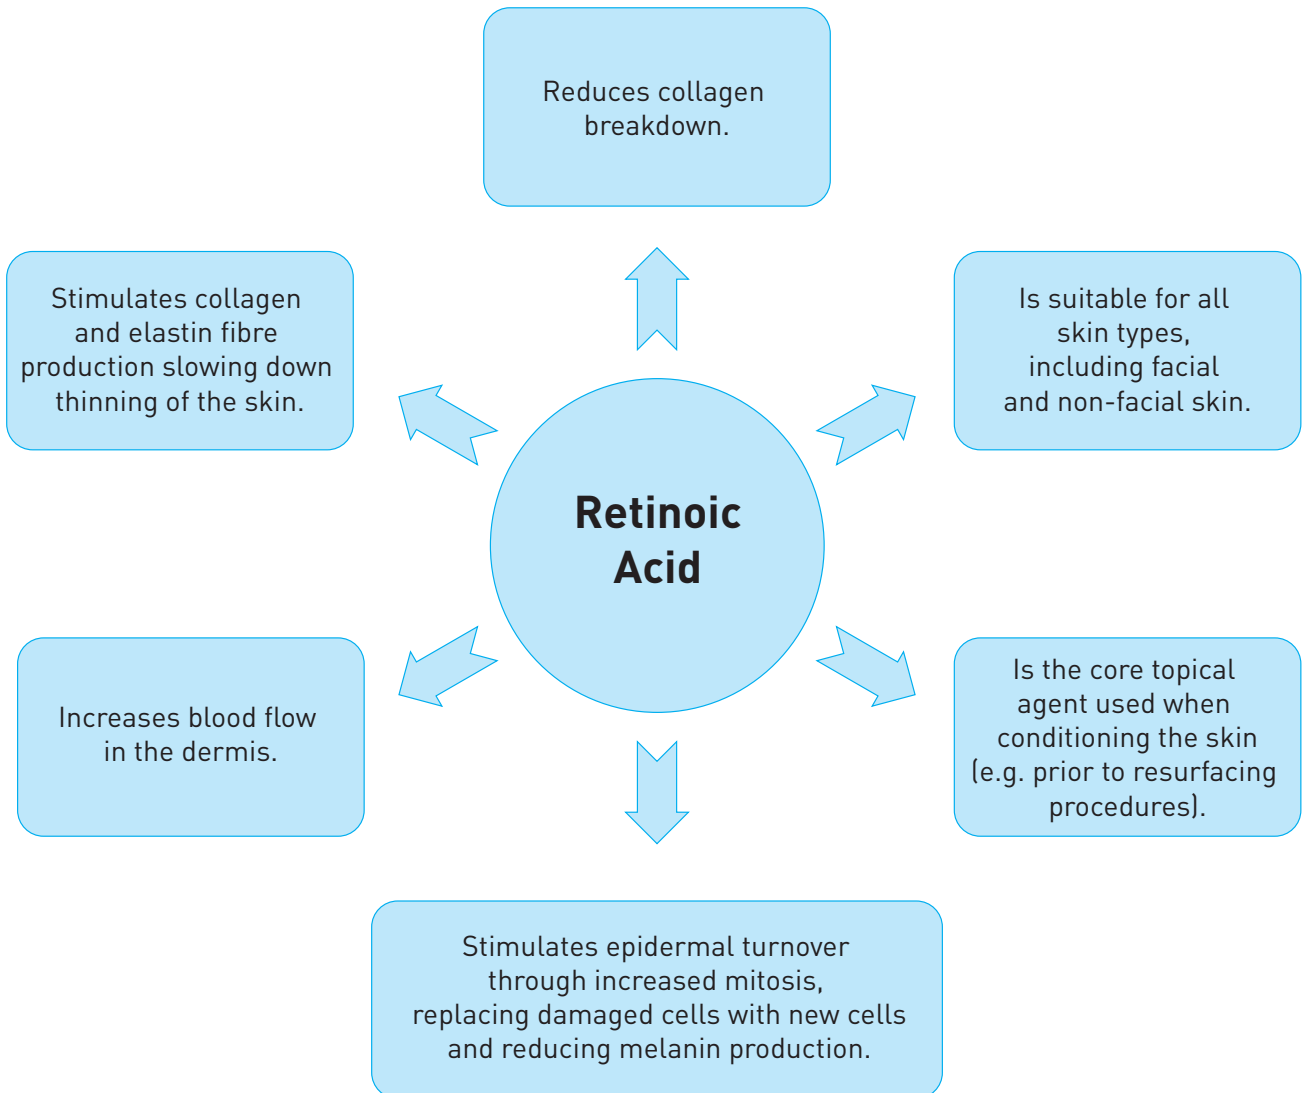 Reduces collagen
breakdown.
Stimulates collagen
and elastin fibre
production slowing down
thinning of the skin.
Is suitable for all
skin types,
including facial
and non-facial skin.
Retinoic
Acid
Increases blood flow
in the dermis.
Is the core topical
agent used when
conditioning the skin
(e.g. prior to resurfacing
procedures).
Stimulates epidermal turnover
through increased mitosis,
replacing damaged cells with new cells
and reducing melanin production.